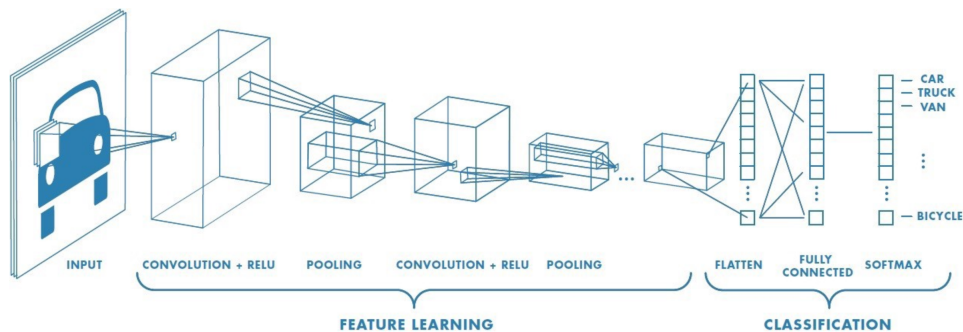 CAR
TRUCK
VAN
BICYCLE
INPUT
CONVOLUTION + RELU
POOLING
CONVOLUTION + RELU
POOLING
FLATTEN
FULLY
CONNECTED
SOFTMAX
FEATURE LEARNING
CLASSIFICATION